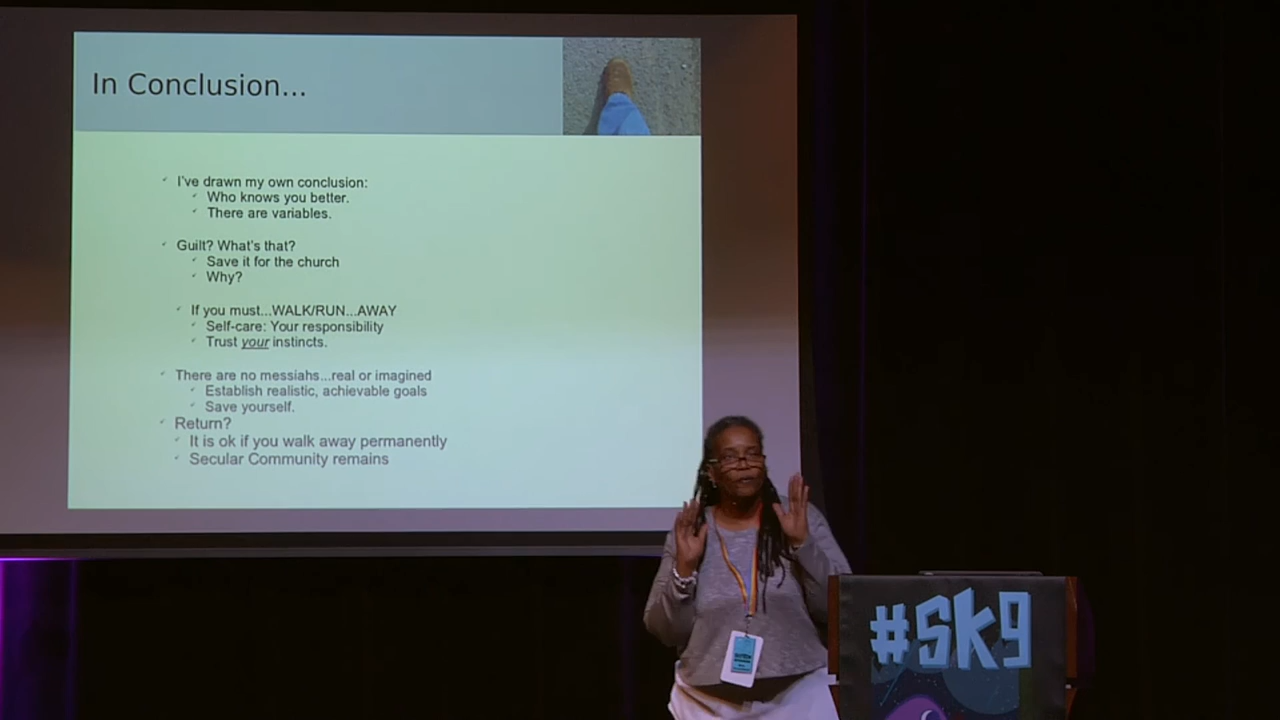 In Conclusion...
I've drawn my own conclusion:
Who knows you better.
There are variables.
Guilt? What's that?
Save it for the church
Why?
If you must...WALK/RUN...AWAY
Self-care: Your responsibility
Trust your instincts.
There are no messiahs...real or imagined
Establish realistic, achievable goals
Save yourself.
Return?
It is ok if you walk away permanently
Secular Community remains
#SK9